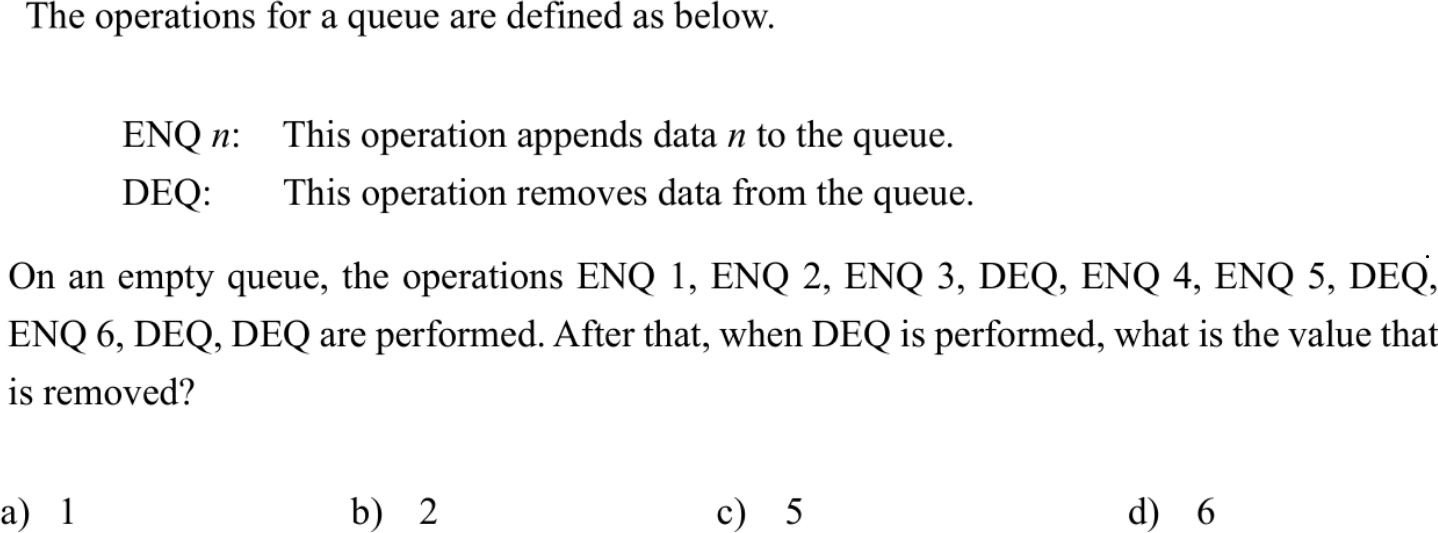 The operations for a queue are defined as below.
ENQ n: This operation appends data n to the queue.
DEQ: This operation removes data from the queue.
On an empty queue, the operations ENQ 1, ENQ 2, ENQ 3, DEQ, ENQ 4, ENQ 5, DEQ,
ENQ 6, DEQ, DEQ are performed. After that, when DEQ is performed, what is the value that
is removed?
a) 1 b) 2 c) 5 d) 6